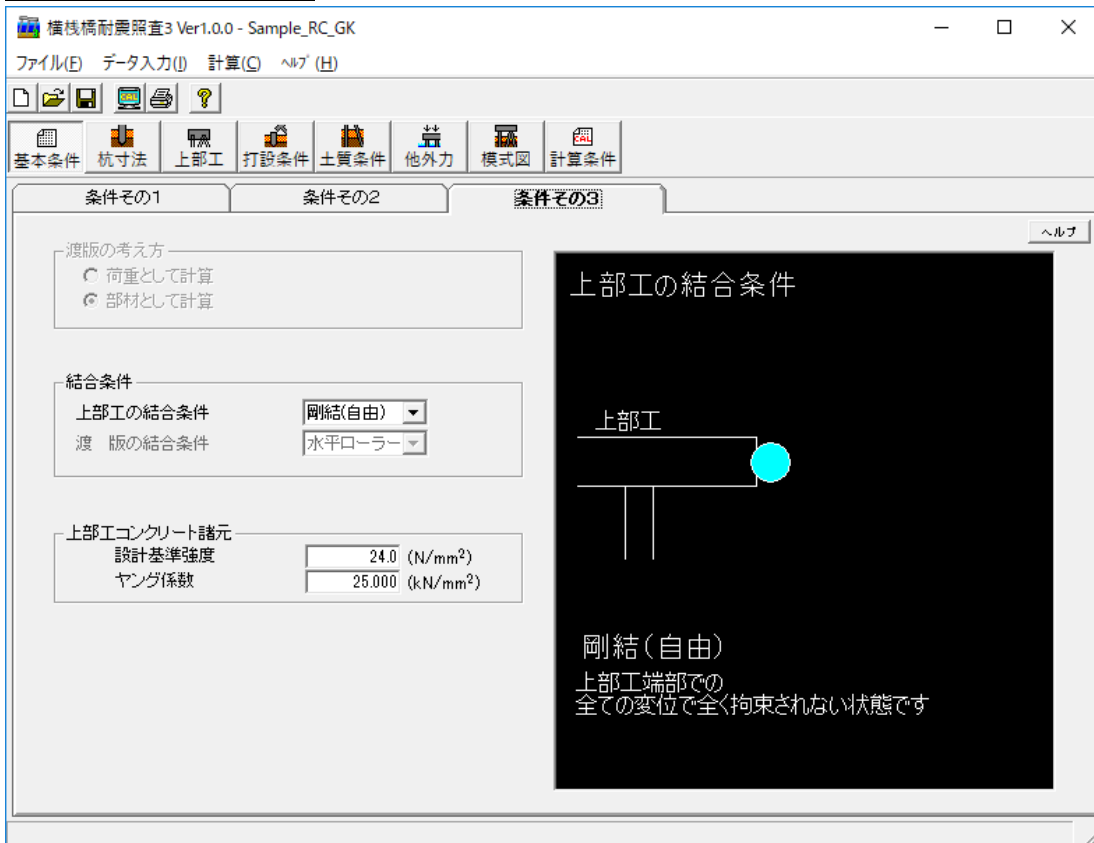 横桟橋耐震照査3 Ver1.0.0 - Sample_RC_GK
ファイル(F) データ入力(I) 計算(C) ヘルプ(H)
基本条件 杭寸法 上部工 打設条件 土質条件 他外力 模式図 計算条件
条件その1 条件その2 条件その3
ヘルプ
渡版の考え方
荷重として計算
部材として計算
結合条件
上部工の結合条件 剛結(自由)
渡 版の結合条件 水平ローラー
上部工コンクリート諸元
設計基準強度 24.0 (N/mm²)
ヤング係数 25.000 (kN/mm²)
上部工の結合条件
上部工
剛結(自由)
上部工端部での
全ての変位で全く拘束されない状態です